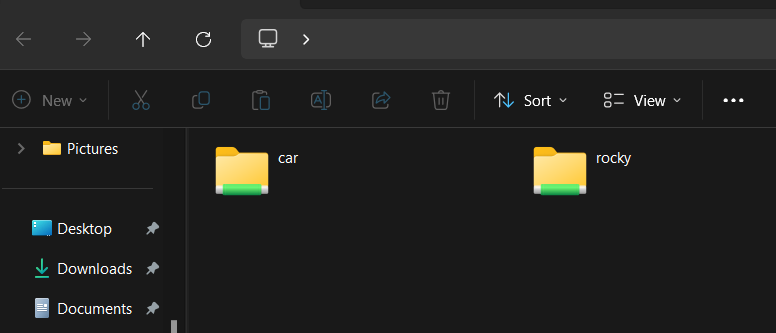 New Sort View
Pictures
car rocky
Desktop
Downloads
Documents